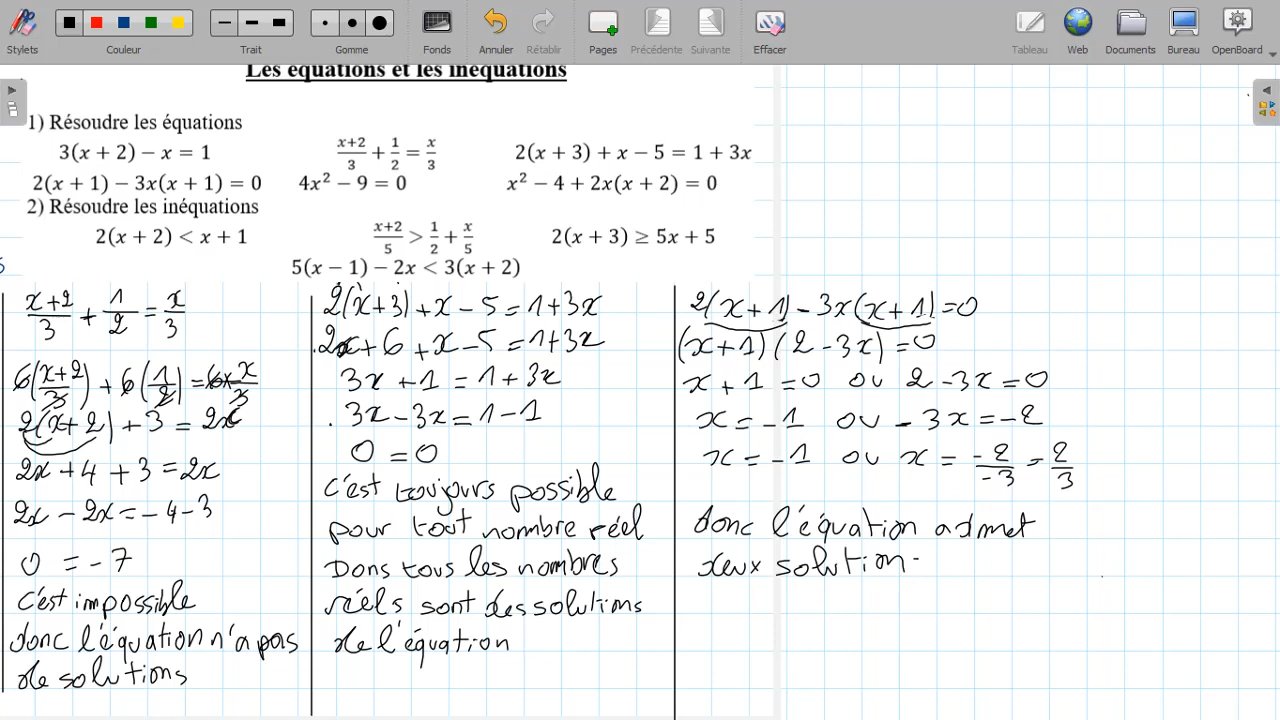 Stylets Couleur Trait Gomme Fonds Annuler Rétablir Pages Précédente Suivante Effacer Tableau Web Documents Bureau OpenBoard
Les équations et les inéquations
1) Résoudre les équations
3(x + 2) − x = 1
(x+2)/3 + 1/2 = x/3
2(x + 3) + x − 5 = 1 + 3x
2(x + 1) − 3x(x + 1) = 0
4x² − 9 = 0
x² − 4 + 2x(x + 2) = 0
2) Résoudre les inéquations
2(x + 2) < x + 1
(x+2)/5 > 1/2 + x/5
2(x + 3) ≥ 5x + 5
5(x − 1) − 2x < 3(x + 2)
(x+2)/3 + 1/2 = x/3
6((x+2)/3) + 6(1/2) = 6 × x/3
2(x+2) + 3 = 2x
2x + 4 + 3 = 2x
2x − 2x = −4−3
0 = −7
c'est impossible
donc l'équation n'a pas
de solutions
2(x+3) + x − 5 = 1 + 3x
2x + 6 + x − 5 = 1 + 3x
3x + 1 = 1 + 3x
3x − 3x = 1 − 1
0 = 0
c'est toujours possible
pour tout nombre réel
Dons tous les nombres
réels sont des solutions
de l'équation
2(x+1) − 3x(x+1) = 0
(x+1)(2 − 3x) = 0
x + 1 = 0 ou 2 − 3x = 0
x = −1 ou −3x = −2
x = −1 ou x = −2/−3 = 2/3
donc l'équation admet
deux solution